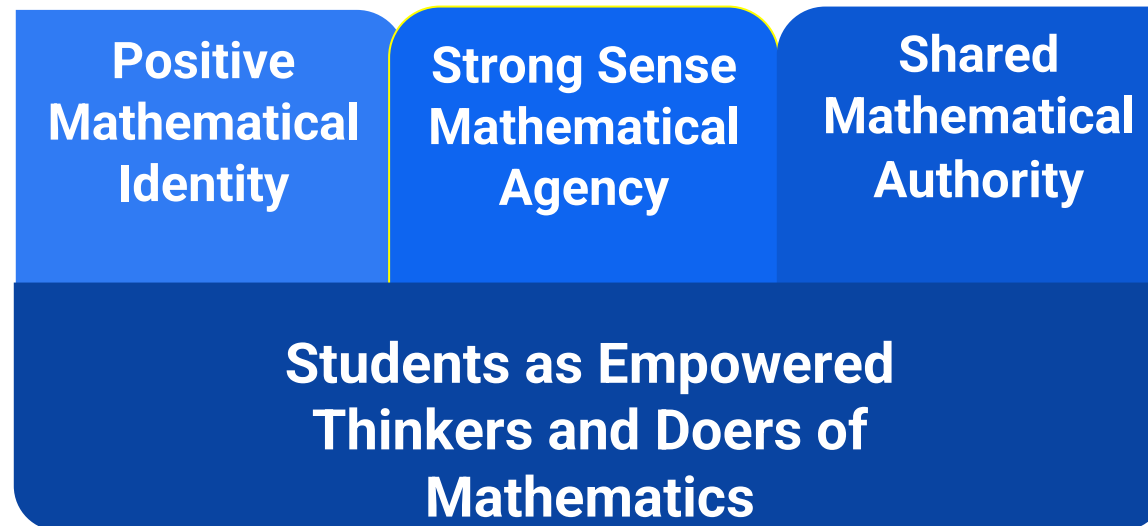 Positive
Mathematical
Identity
Strong Sense
Mathematical
Agency
Shared
Mathematical
Authority
Students as Empowered
Thinkers and Doers of
Mathematics